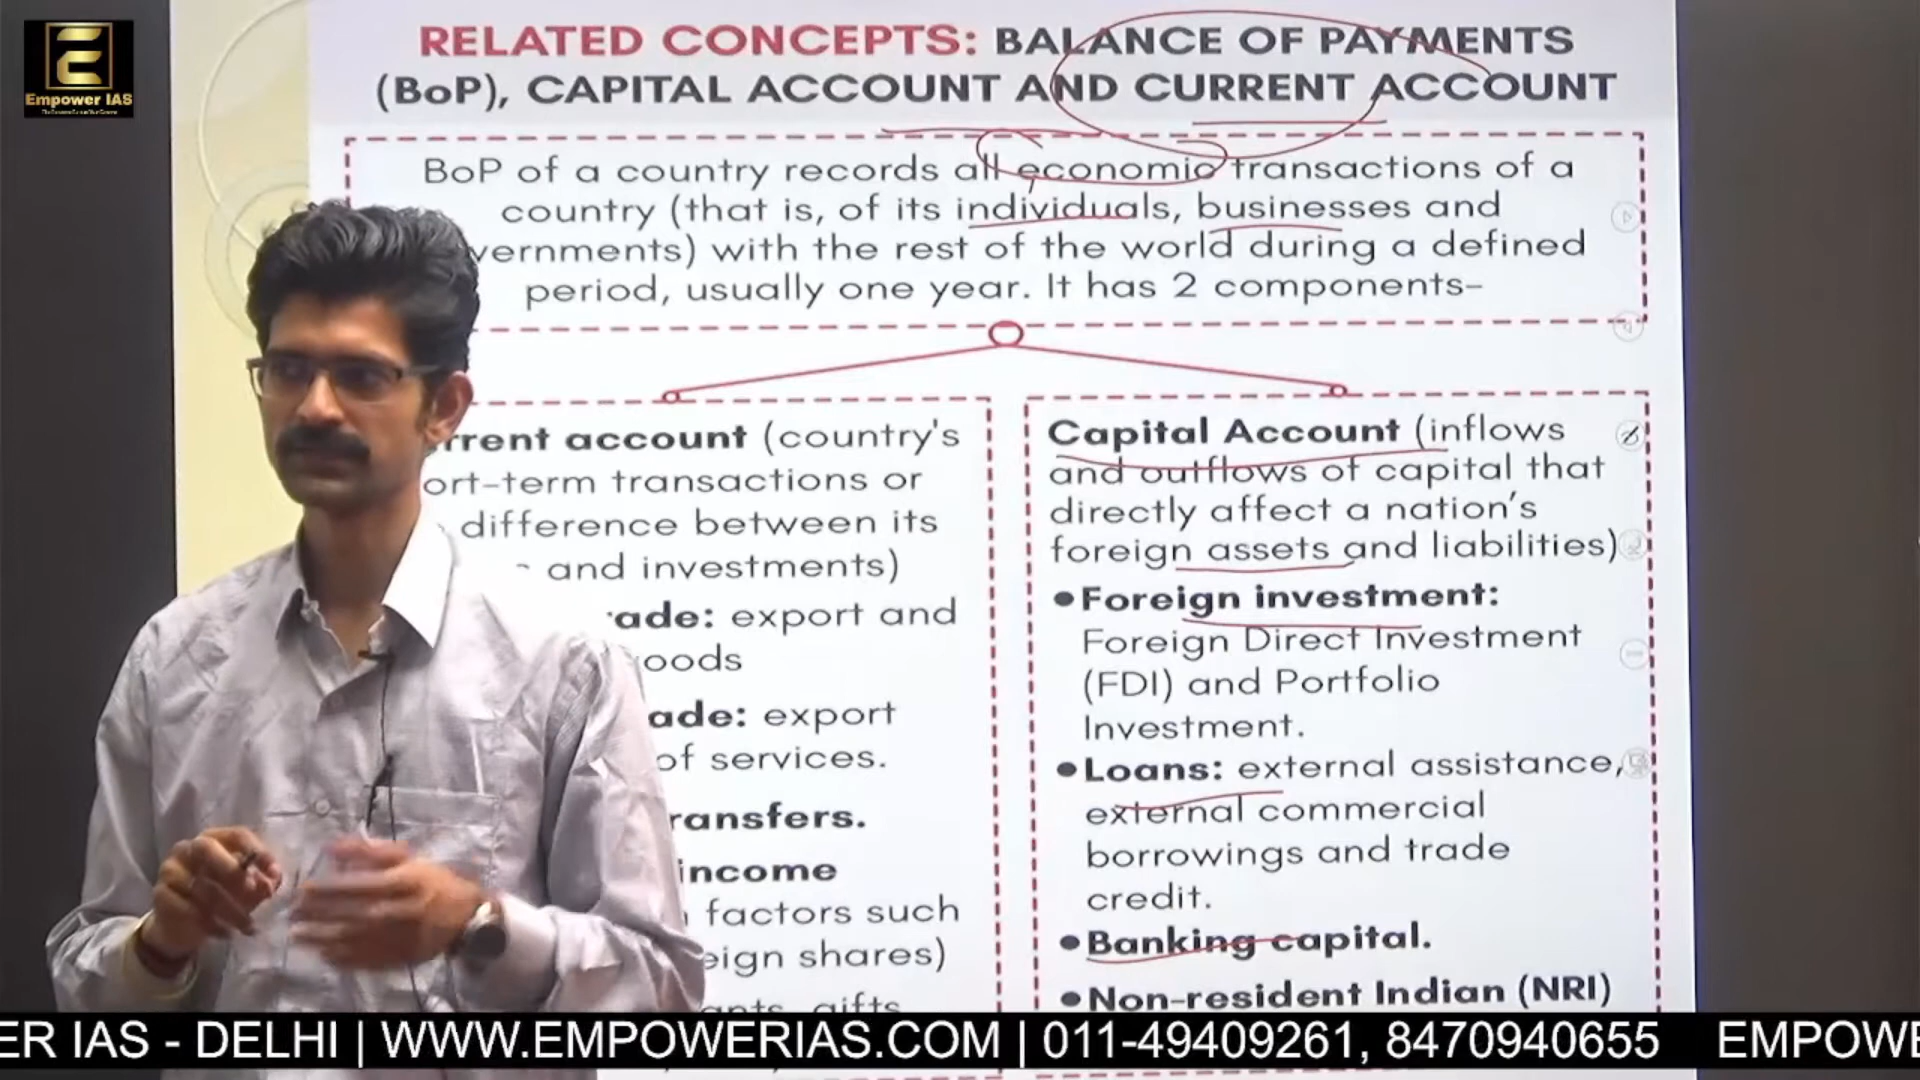 Empower IAS
RELATED CONCEPTS: BALANCE OF PAYMENTS
(BoP), CAPITAL ACCOUNT AND CURRENT ACCOUNT
BoP of a country records all economic transactions of a
country (that is, of its individuals, businesses and
vernments) with the rest of the world during a defined
period, usually one year. It has 2 components-
rrent account (country's
ort-term transactions or
difference between its
and investments)
ade: export and
oods
ade: export
of services.
ransfers.
income
factors such
eign shares)
ants, gifts
Capital Account (inflows
and outflows of capital that
directly affect a nation's
foreign assets and liabilities)
•Foreign investment:
Foreign Direct Investment
(FDI) and Portfolio
Investment.
•Loans: external assistance,
external commercial
borrowings and trade
credit.
•Banking capital.
•Non-resident Indian (NRI)
ER IAS - DELHI | WWW.EMPOWERIAS.COM | 011-49409261, 8470940655 EMPOWE